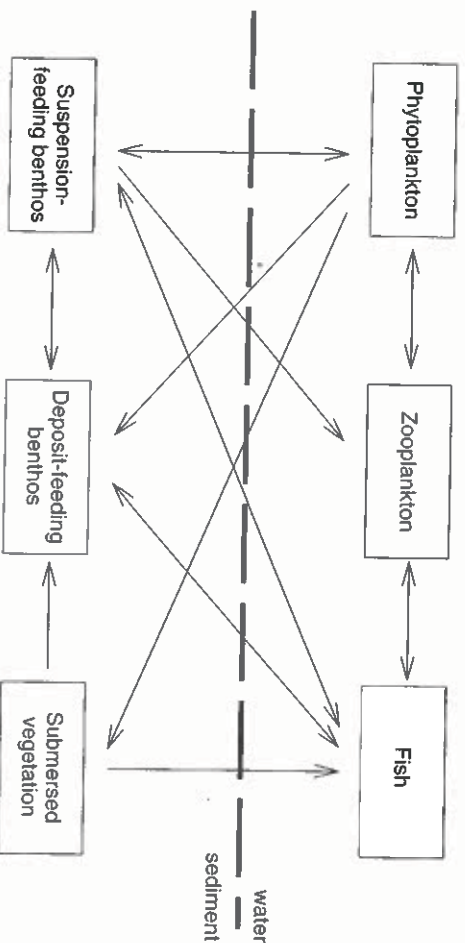 Phytoplankton
Zooplankton
Fish
water
sediment
Suspension-
feeding benthos
Deposit-feeding
benthos
Submersed
vegetation